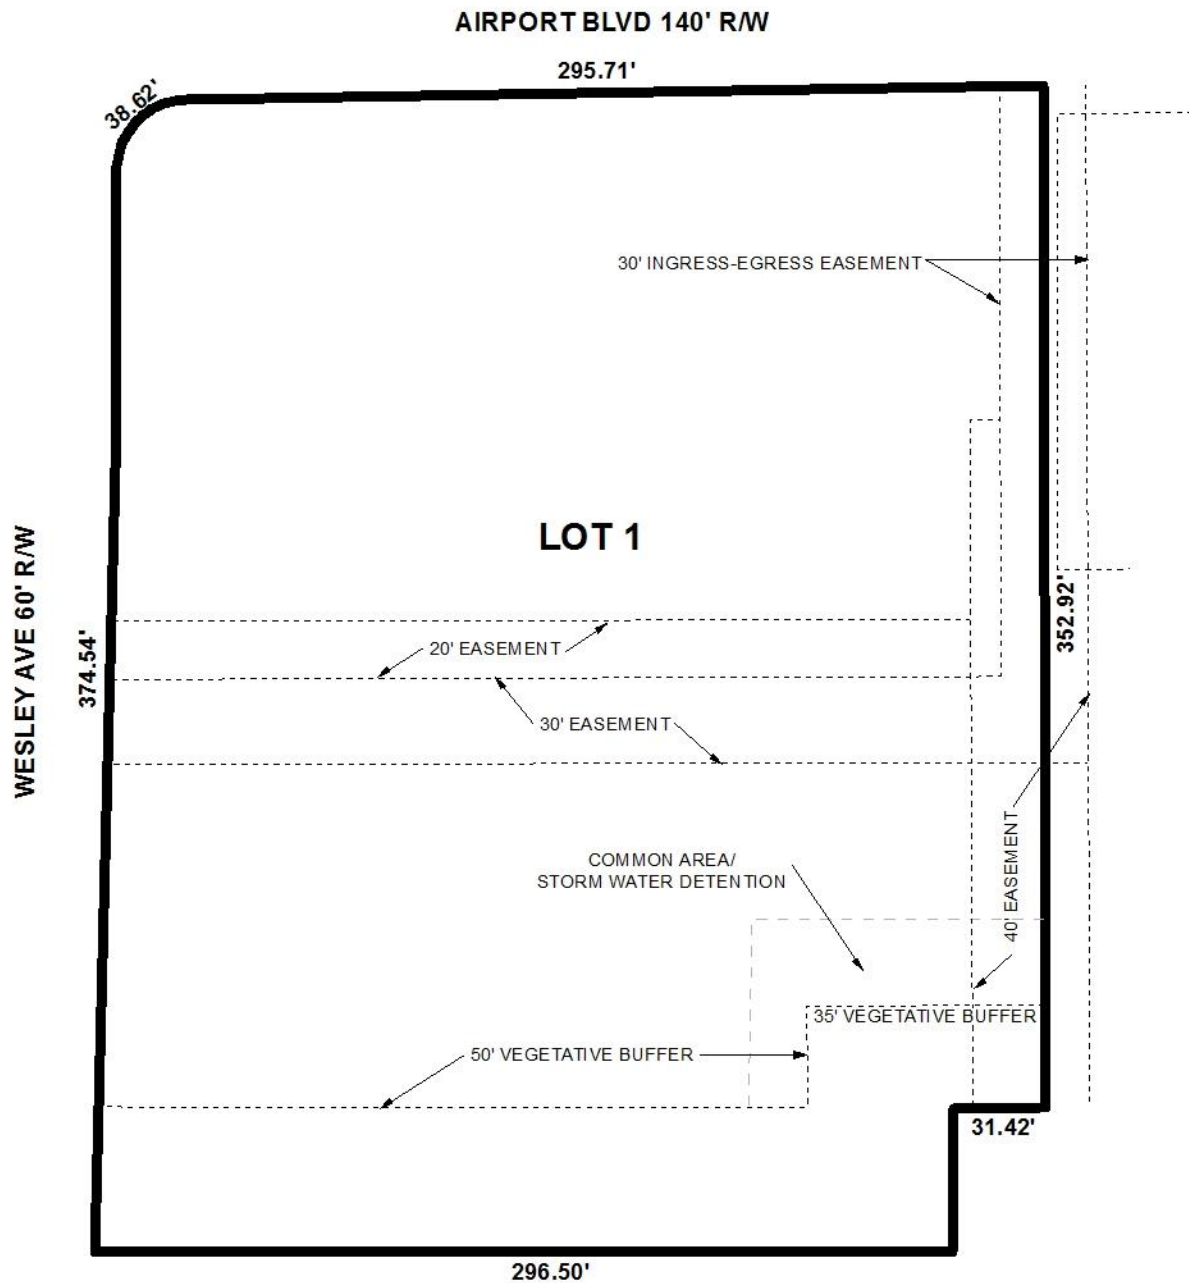 AIRPORT BLVD 140' R/W
295.71'
38.62'
30' INGRESS-EGRESS EASEMENT
LOT 1
WESLEY AVE 60' R/W
374.54'
352.92'
20' EASEMENT
30' EASEMENT
40' EASEMENT
COMMON AREA/
STORM WATER DETENTION
35' VEGETATIVE BUFFER
50' VEGETATIVE BUFFER
31.42'
296.50'